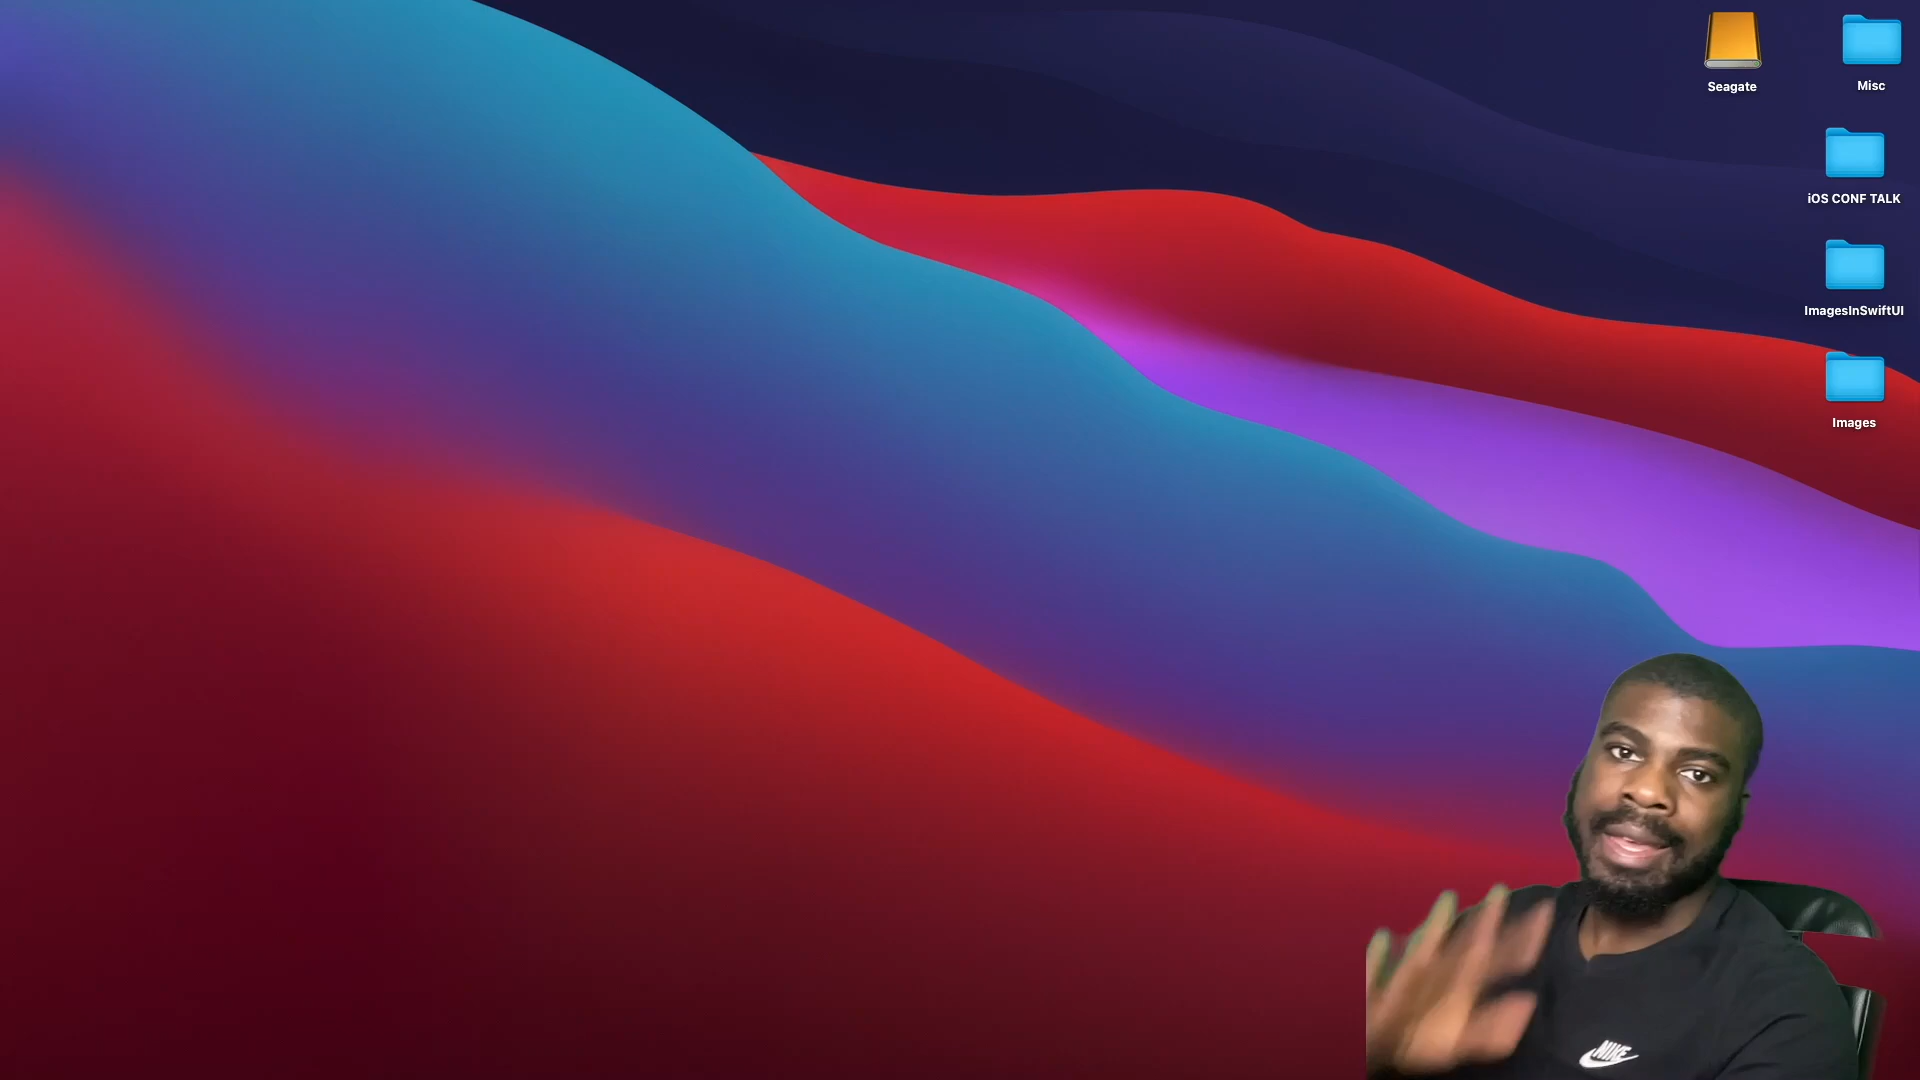 Seagate
Misc
iOS CONF TALK
ImagesInSwiftUI
Images
NIKE